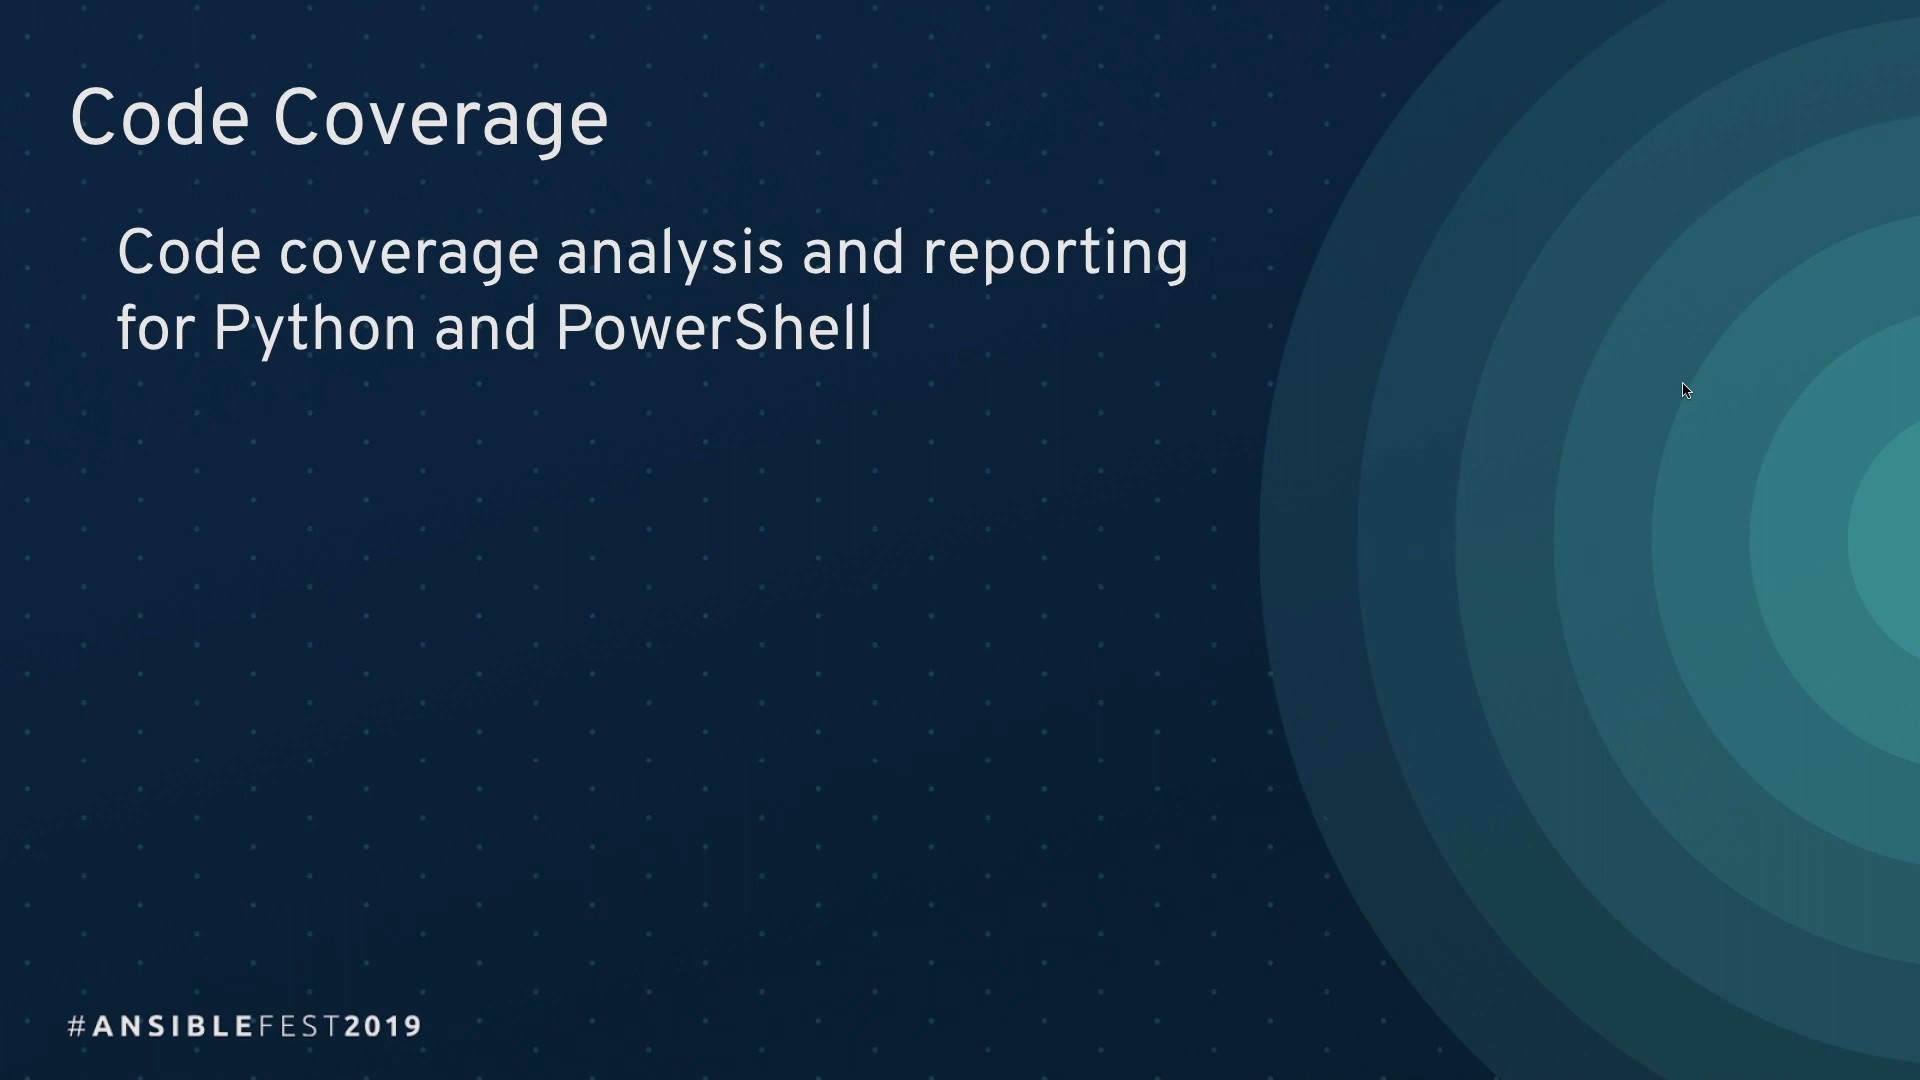 Code Coverage
Code coverage analysis and reporting
for Python and PowerShell
#ANSIBLEFEST2019